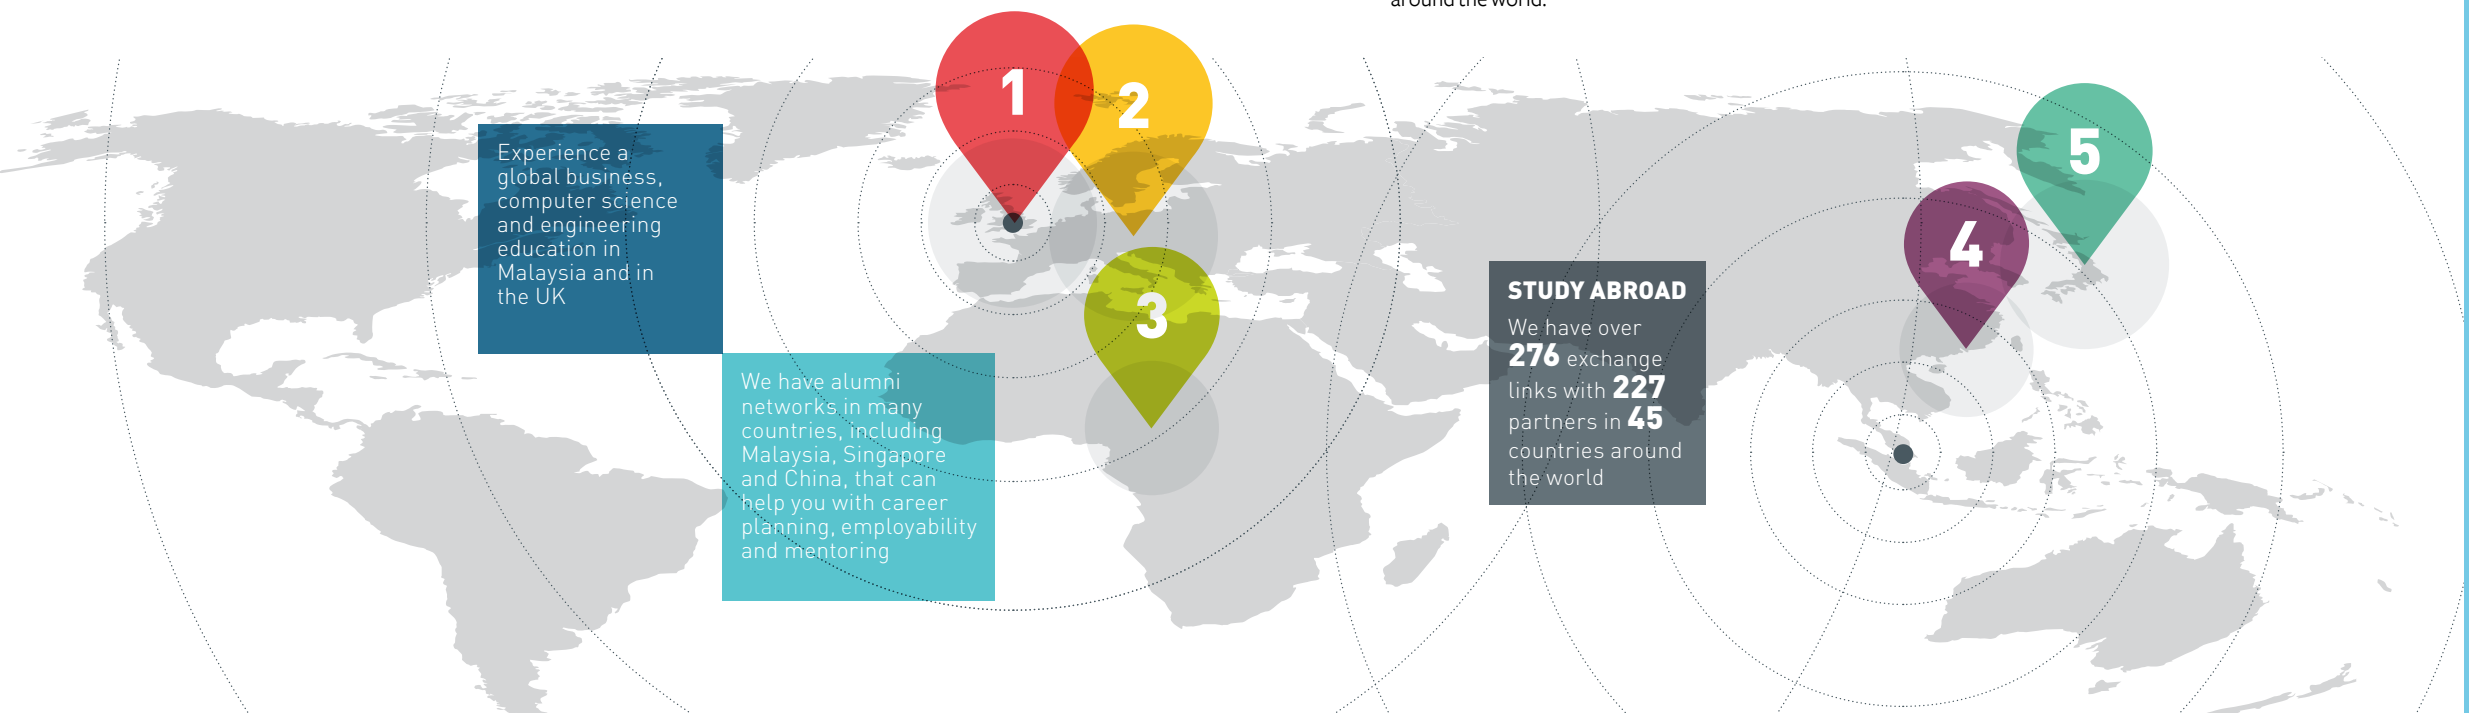 around the world.
1
2
3
4
5
Experience a
global business,
computer science
and engineering
education in
Malaysia and in
the UK
We have alumni
networks in many
countries, including
Malaysia, Singapore
and China, that can
help you with career
planning, employability
and mentoring
STUDY ABROAD
We have over
276 exchange
links with 227
partners in 45
countries around
the world